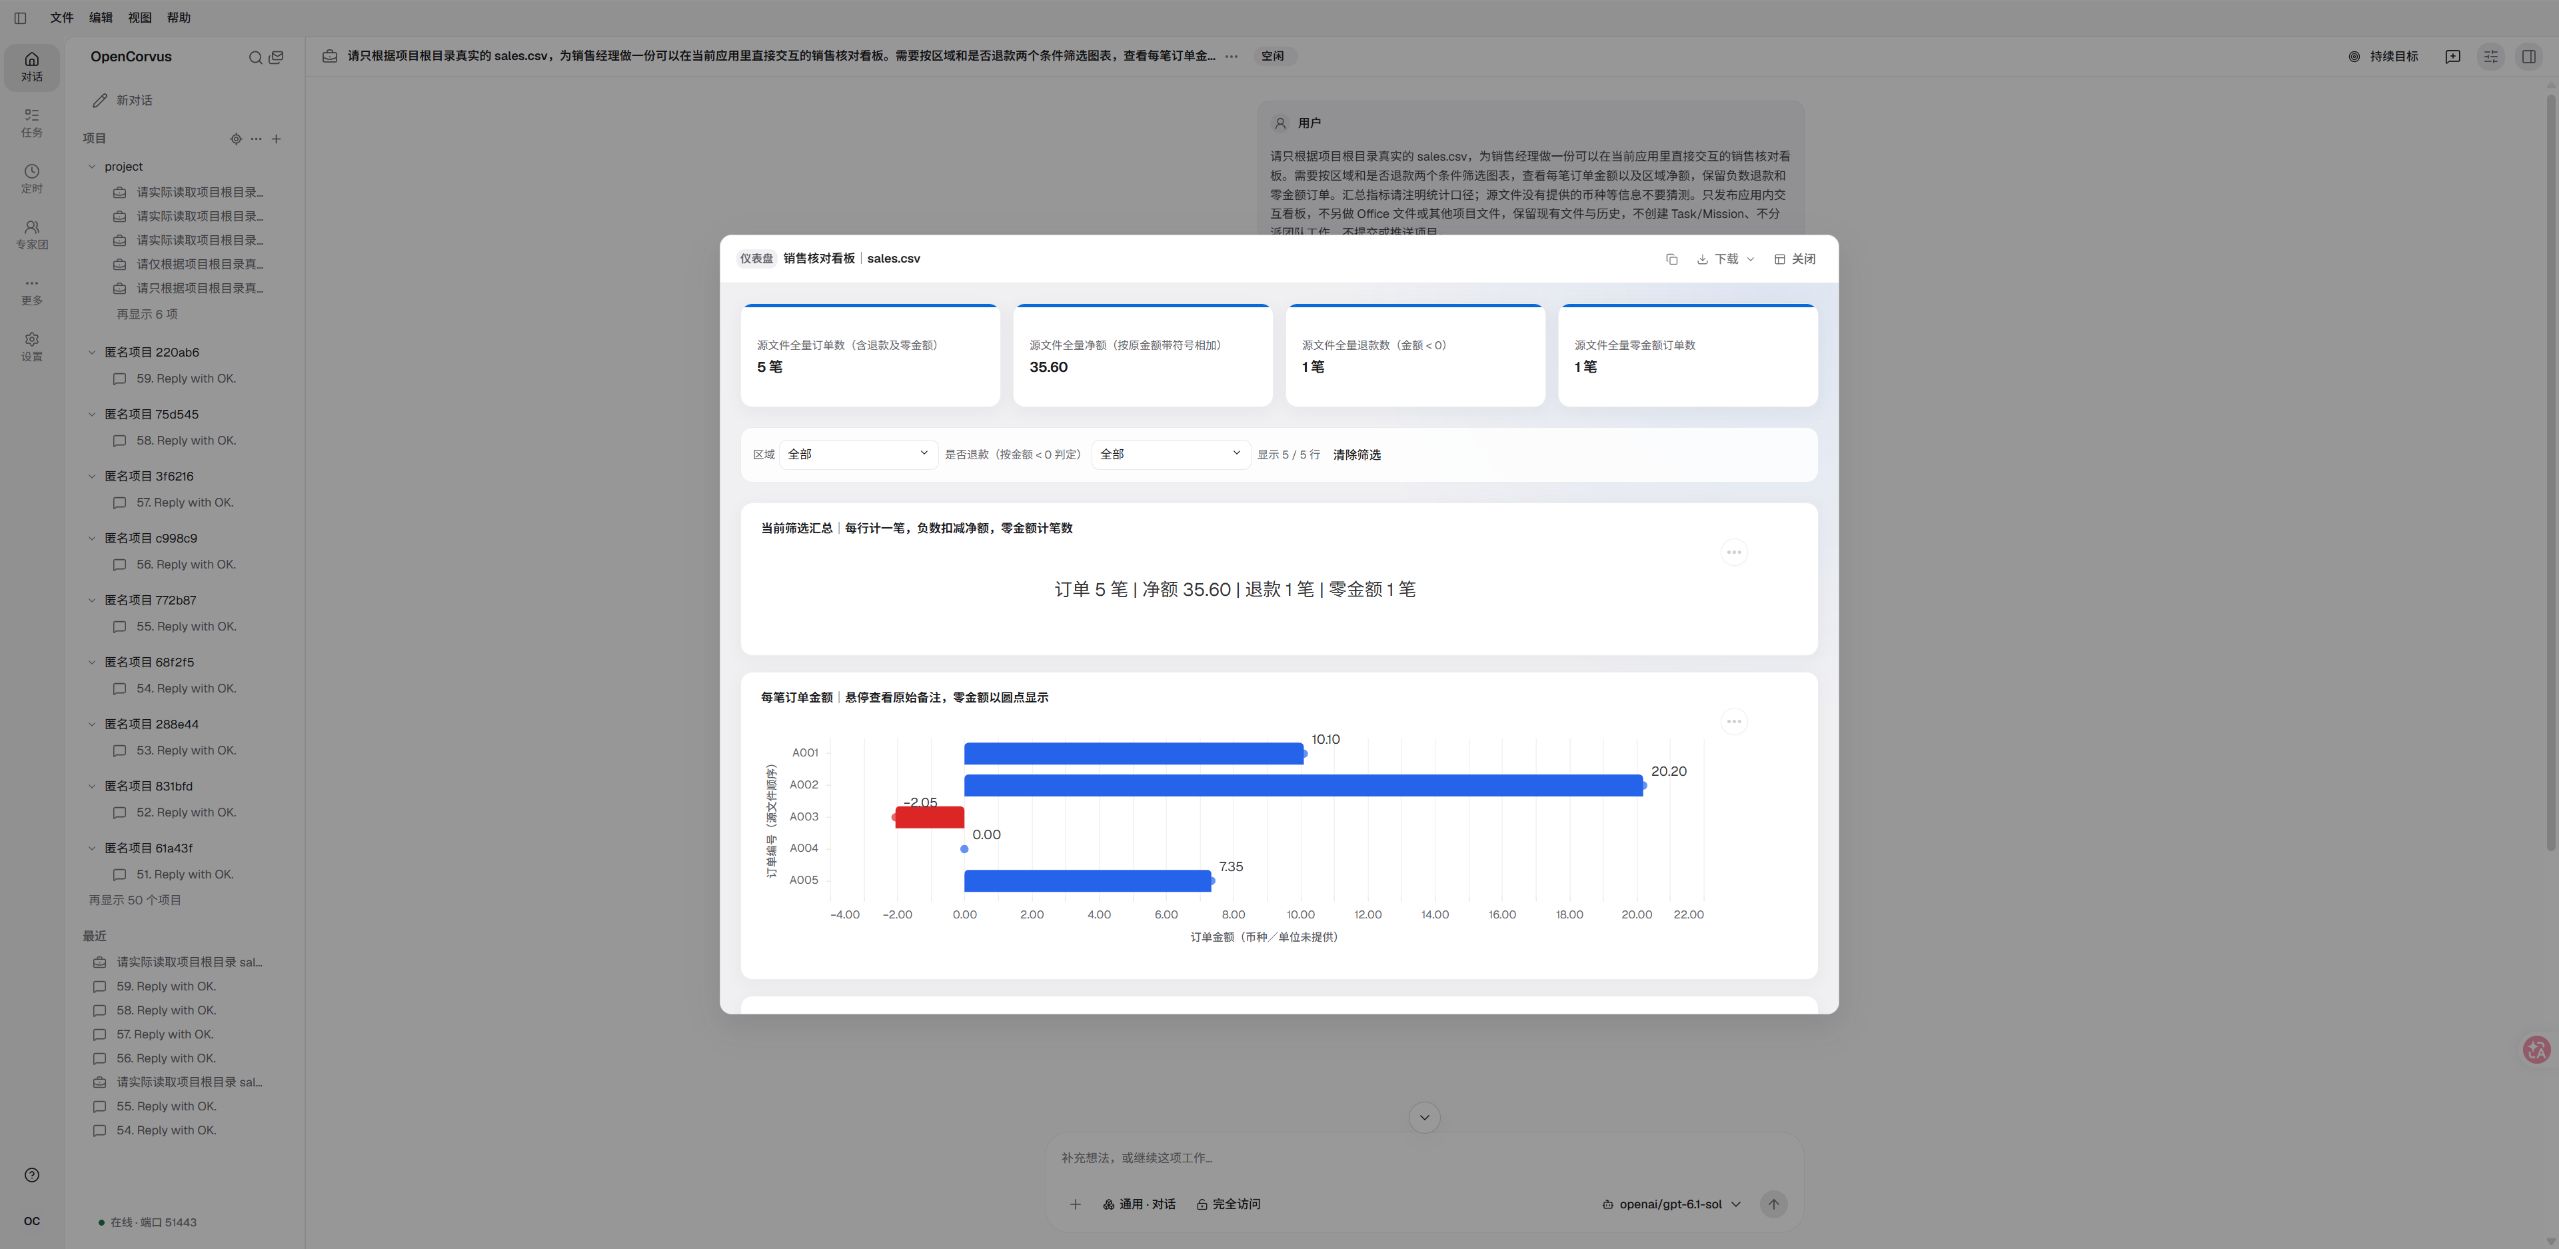 文件 编辑 视图 帮助
对话
任务
定时
专家团
更多
设置
OC
OpenCorvus
新对话
项目
project
请实际读取项目根目录...
请实际读取项目根目录...
请实际读取项目根目录...
请仅根据项目根目录真...
请只根据项目根目录真...
再显示 6 项
匿名项目 220ab6
59. Reply with OK.
匿名项目 75d545
58. Reply with OK.
匿名项目 3f6216
57. Reply with OK.
匿名项目 c998c9
56. Reply with OK.
匿名项目 772b87
55. Reply with OK.
匿名项目 68f2f5
54. Reply with OK.
匿名项目 288e44
53. Reply with OK.
匿名项目 831bfd
52. Reply with OK.
匿名项目 61a43f
51. Reply with OK.
再显示 50 个项目
最近
请实际读取项目根目录 sal...
59. Reply with OK.
58. Reply with OK.
57. Reply with OK.
56. Reply with OK.
请实际读取项目根目录 sal...
55. Reply with OK.
54. Reply with OK.
在线 · 端口 51443
请只根据项目根目录真实的 sales.csv，为销售经理做一份可以在当前应用里直接交互的销售核对看板。需要按区域和是否退款两个条件筛选图表，查看每笔订单金... 空闲
持续目标
用户
请只根据项目根目录真实的 sales.csv，为销售经理做一份可以在当前应用里直接交互的销售核对看
板。需要按区域和是否退款两个条件筛选图表，查看每笔订单金额以及区域净额，保留负数退款和
零金额订单。汇总指标请注明统计口径；源文件没有提供的币种等信息不要猜测。只发布应用内交
互看板，不另做 Office 文件或其他项目文件，保留现有文件与历史，不创建 Task/Mission、不分
派团队工作、不提交或推送项目
仪表盘 销售核对看板｜sales.csv
下载 关闭
源文件全量订单数（含退款及零金额）
5 笔
源文件全量净额（按原金额带符号相加）
35.60
源文件全量退款数（金额 < 0）
1 笔
源文件全量零金额订单数
1 笔
区域 全部 是否退款（按金额 < 0 判定） 全部 显示 5 / 5 行 清除筛选
当前筛选汇总｜每行计一笔，负数扣减净额，零金额计笔数
订单 5 笔 | 净额 35.60 | 退款 1 笔 | 零金额 1 笔
每笔订单金额｜悬停查看原始备注，零金额以圆点显示
订单编号（源文件顺序）
A001 10.10
A002 20.20
A003 −2.05
A004 0.00
A005 7.35
−4.00 −2.00 0.00 2.00 4.00 6.00 8.00 10.00 12.00 14.00 16.00 18.00 20.00 22.00
订单金额（币种／单位未提供）
补充想法，或继续这项工作...
通用 · 对话 完全访问 openai/gpt-6.1-sol